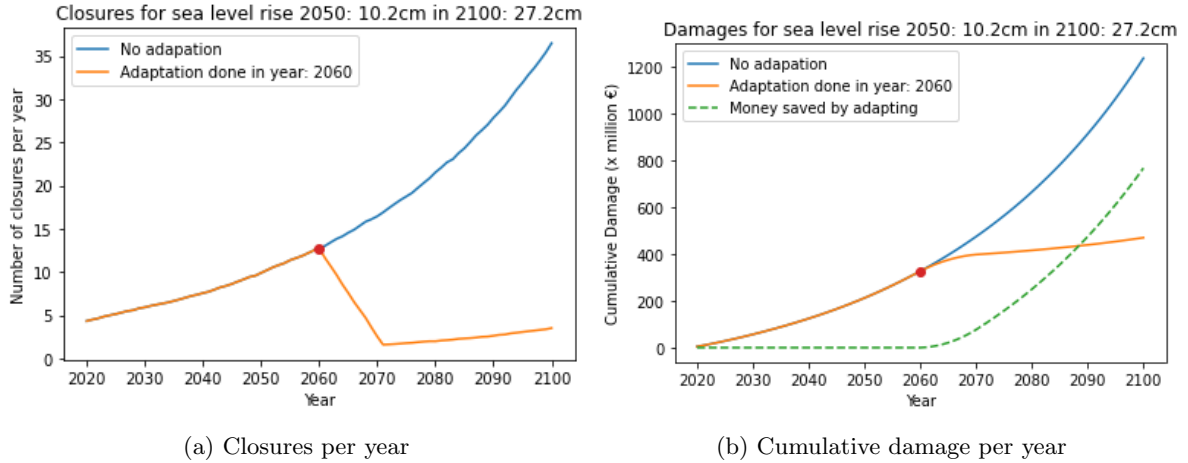 Closures for sea level rise 2050: 10.2cm in 2100: 27.2cm
No adapation
Adaptation done in year: 2060
Number of closures per year
35
30
25
20
15
10
5
0
2020 2030 2040 2050 2060 2070 2080 2090 2100
Year
(a) Closures per year
Damages for sea level rise 2050: 10.2cm in 2100: 27.2cm
No adapation
Adaptation done in year: 2060
Money saved by adapting
Cumulative Damage (x million €)
1200
1000
800
600
400
200
0
2020 2030 2040 2050 2060 2070 2080 2090 2100
Year
(b) Cumulative damage per year